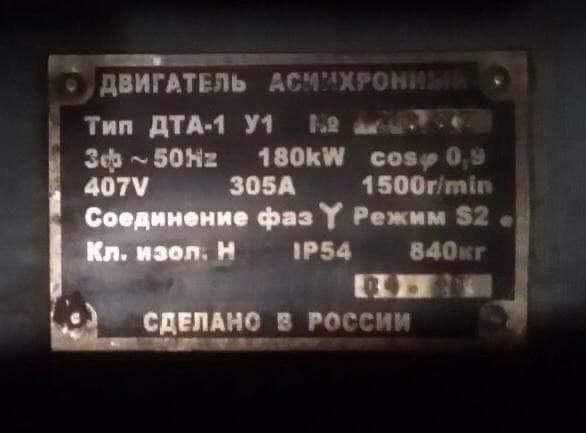 ДВИГАТЕЛЬ АСИНХРОННЫЙ
Тип ДТА-1 У1 №
3ф ~ 50Hz 180kW cosφ 0,9
407V 305A 1500r/min
Соединение фаз Y Режим S2
Кл. изол. H IP54 840кг
СДЕЛАНО В РОССИИ